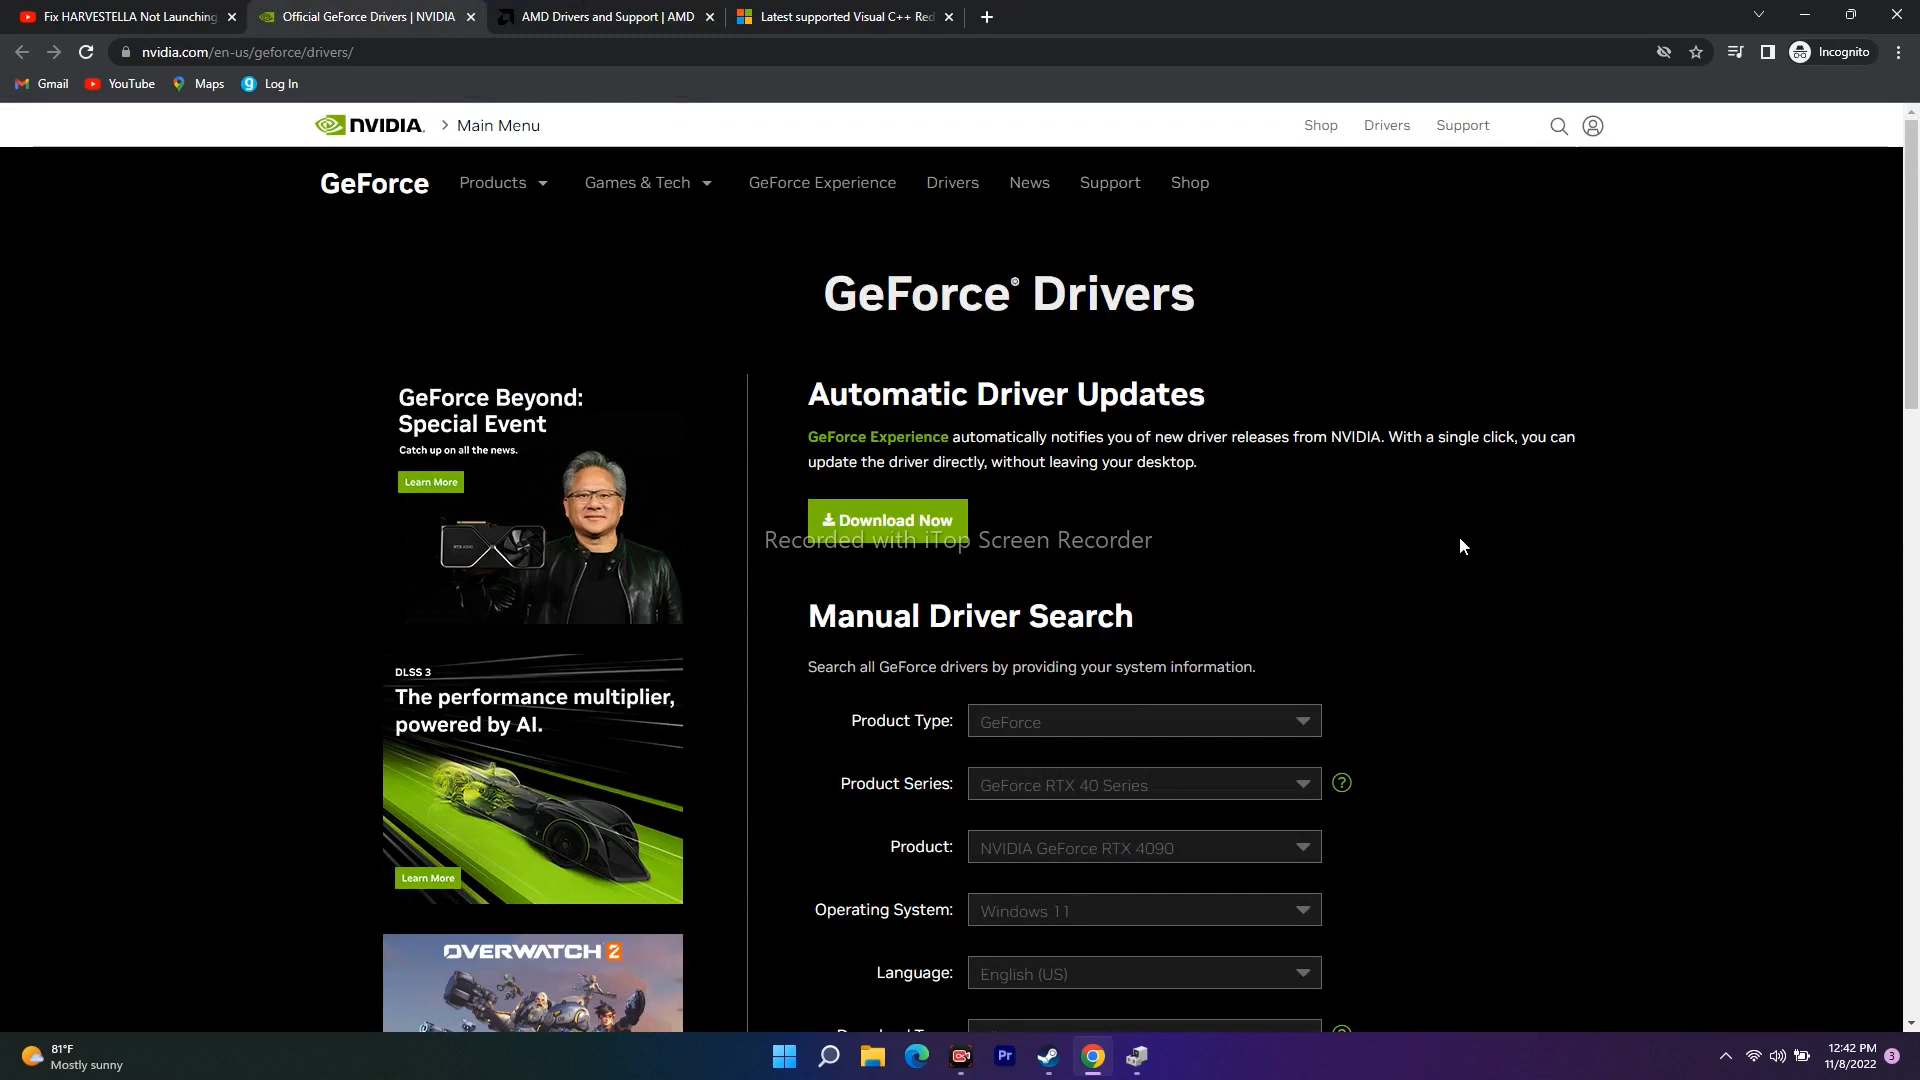 Fix HARVESTELLA Not Launching
Official GeForce Drivers | NVIDIA
AMD Drivers and Support | AMD
Latest supported Visual C++ Red
nvidia.com/en-us/geforce/drivers/
Incognito
Gmail
YouTube
Maps
Log In
NVIDIA.
Main Menu
Shop
Drivers
Support
GeForce
Products
Games & Tech
GeForce Experience
Drivers
News
Support
Shop
GeForce® Drivers
GeForce Beyond:
Special Event
Catch up on all the news.
Learn More
RTX 4090
DLSS 3
The performance multiplier,
powered by AI.
Learn More
OVERWATCH 2
Automatic Driver Updates
GeForce Experience automatically notifies you of new driver releases from NVIDIA. With a single click, you can
update the driver directly, without leaving your desktop.
Download Now
Recorded with iTop Screen Recorder
Manual Driver Search
Search all GeForce drivers by providing your system information.
Product Type: GeForce
Product Series: GeForce RTX 40 Series ?
Product: NVIDIA GeForce RTX 4090
Operating System: Windows 11
Language: English (US)
81°F
Mostly sunny
Pr
12:42 PM
11/8/2022
3